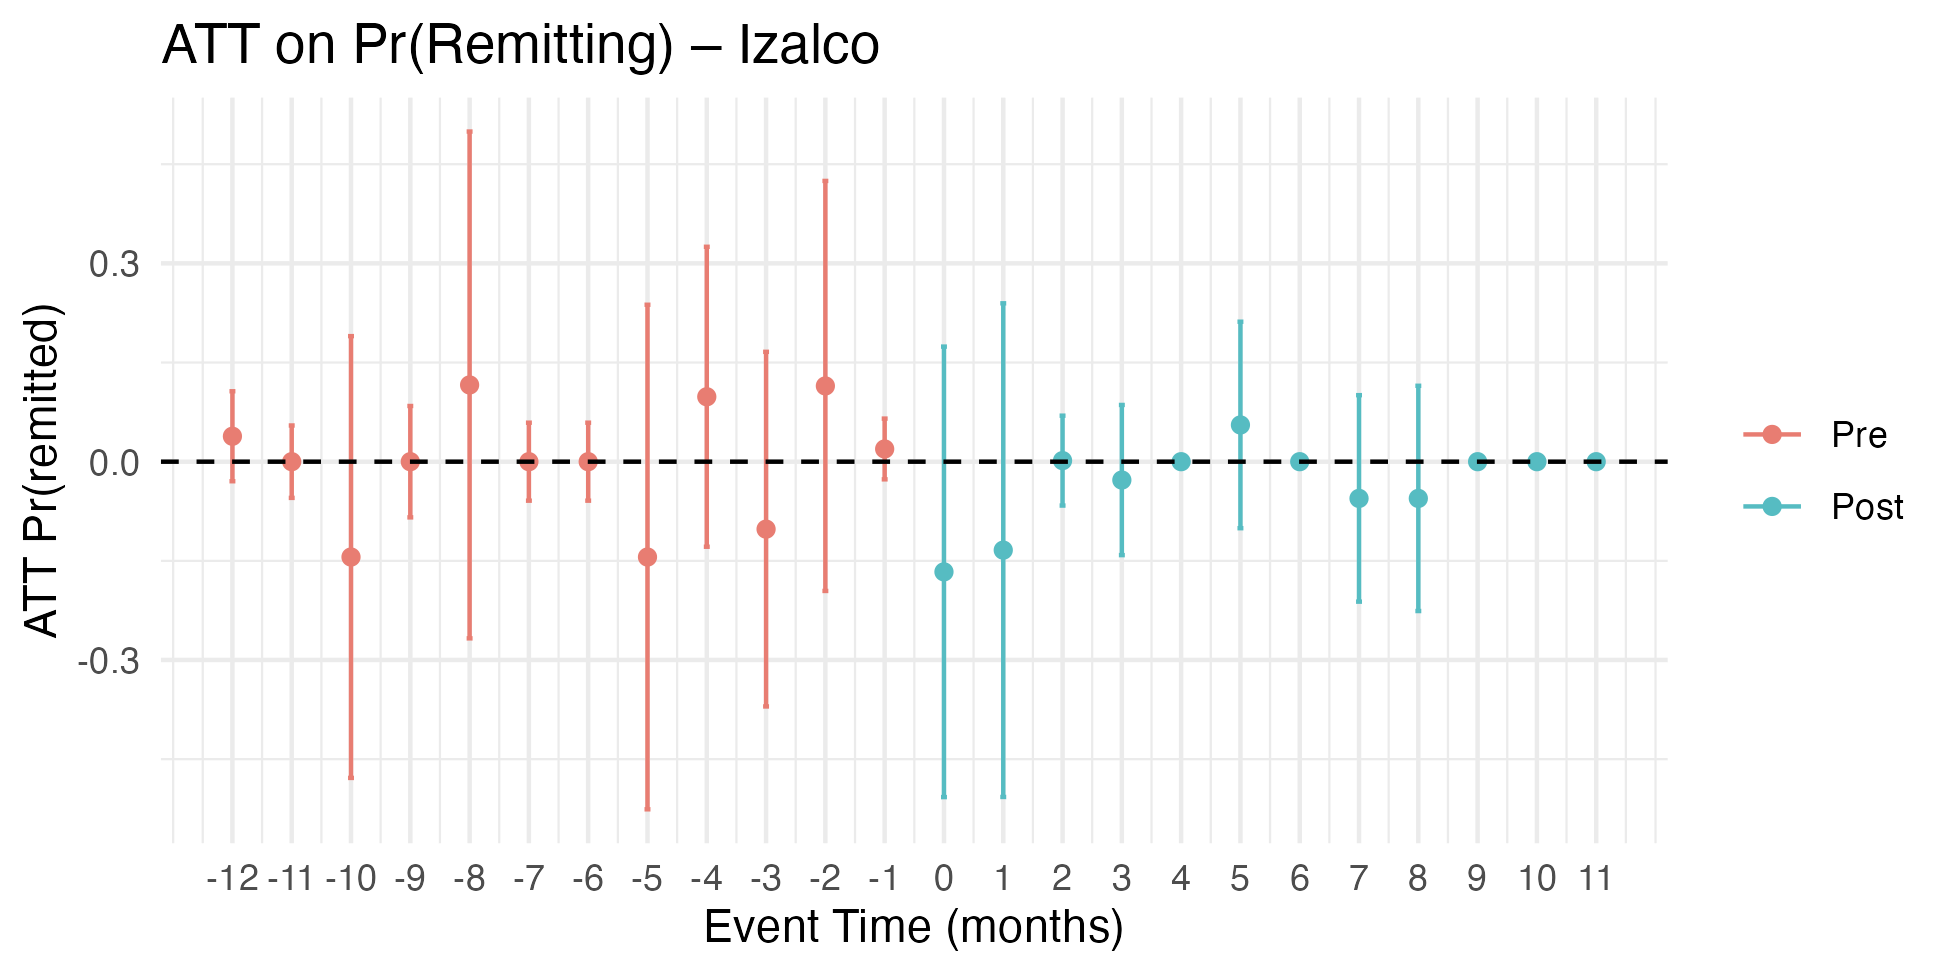 ATT on Pr(Remitting) – Izalco
ATT Pr(remitted)
0.3
0.0
-0.3
-12 -11 -10 -9 -8 -7 -6 -5 -4 -3 -2 -1 0 1 2 3 4 5 6 7 8 9 10 11
Event Time (months)
Pre
Post